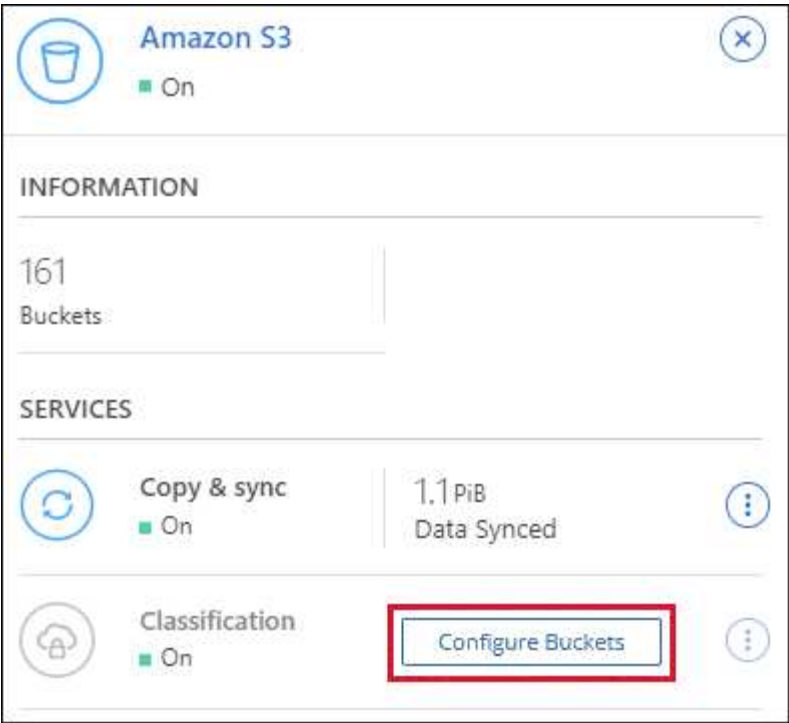 Amazon S3
On
INFORMATION
161
Buckets
SERVICES
Copy & sync
On
1.1 PiB
Data Synced
Classification
On
Configure Buckets